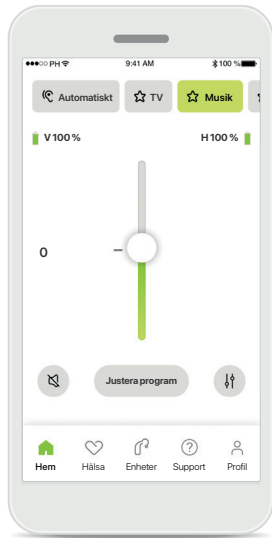 PH 9:41 AM 100 %
Automatiskt TV Musik
V 100 % H 100 %
0
Justera program
Hem Hälsa Enheter Support Profil